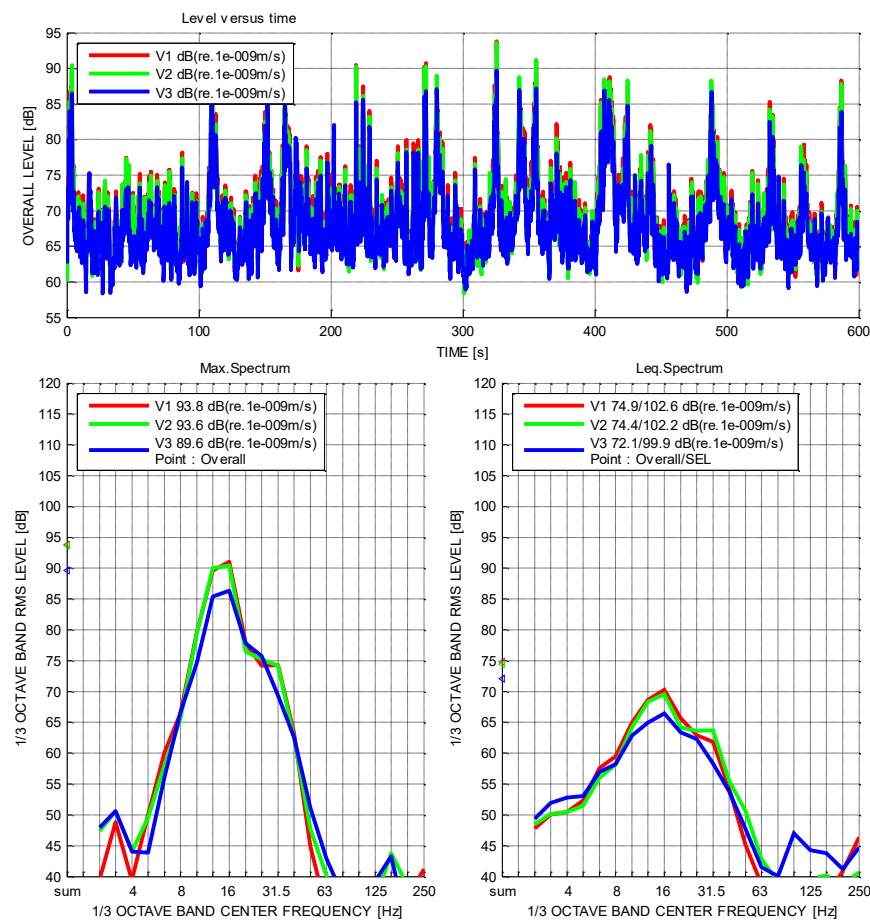 Level versus time
95
90
85
80
75
70
65
60
55
OVERALL LEVEL [dB]
V1 dB(re.1e-009m/s)
V2 dB(re.1e-009m/s)
V3 dB(re.1e-009m/s)
0 100 200 300 400 500 600
TIME [s]
Max.Spectrum
120
115
110
105
100
95
90
85
80
75
70
65
60
55
50
45
40
1/3 OCTAVE BAND RMS LEVEL [dB]
V1 93.8 dB(re.1e-009m/s)
V2 93.6 dB(re.1e-009m/s)
V3 89.6 dB(re.1e-009m/s)
Point : Overall
sum 4 8 16 31.5 63 125 250
1/3 OCTAVE BAND CENTER FREQUENCY [Hz]
Leq.Spectrum
120
115
110
105
100
95
90
85
80
75
70
65
60
55
50
45
40
1/3 OCTAVE BAND RMS LEVEL [dB]
V1 74.9/102.6 dB(re.1e-009m/s)
V2 74.4/102.2 dB(re.1e-009m/s)
V3 72.1/99.9 dB(re.1e-009m/s)
Point : Overall/SEL
sum 4 8 16 31.5 63 125 250
1/3 OCTAVE BAND CENTER FREQUENCY [Hz]